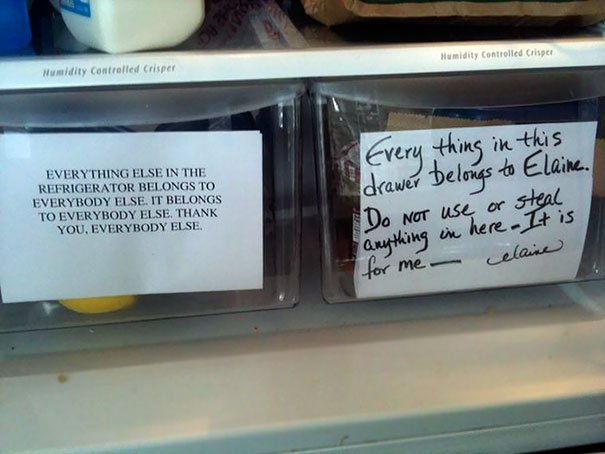 Humidity Controlled Crisper
Humidity Controlled Crisper
EVERYTHING ELSE IN THE
REFRIGERATOR BELONGS TO
EVERYBODY ELSE. IT BELONGS
TO EVERYBODY ELSE. THANK
YOU, EVERYBODY ELSE.
Every thing in this
drawer belongs to Elaine.
Do NOT use or steal
anything in here - It is
for me — elaine